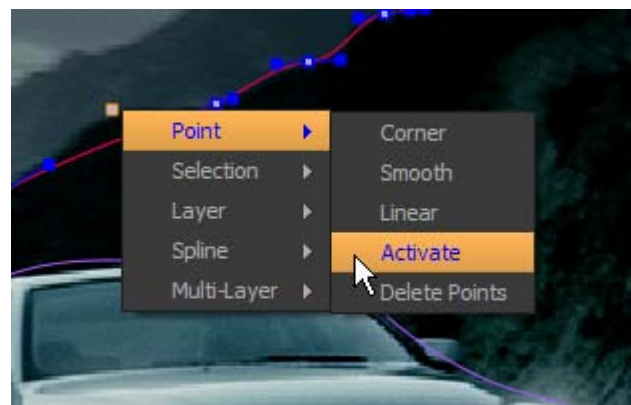 Point
Selection
Layer
Spline
Multi-Layer
Corner
Smooth
Linear
Activate
Delete Points